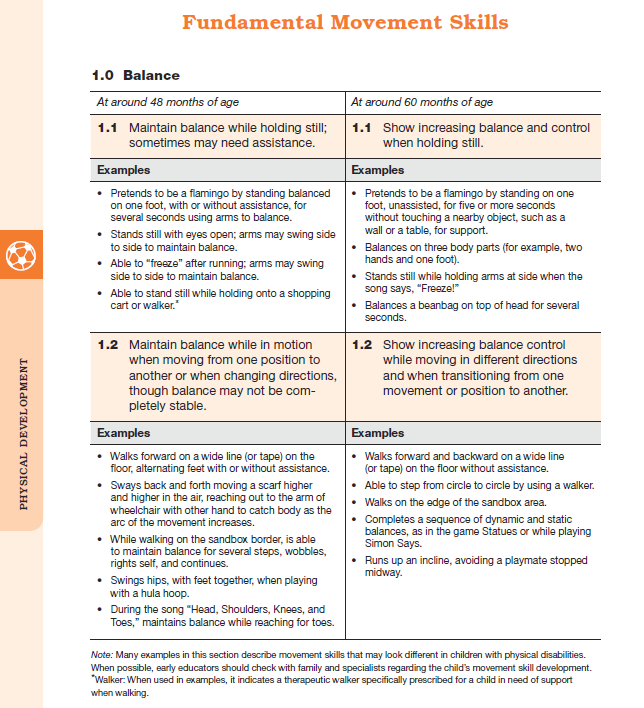 Fundamental Movement Skills
1.0 Balance
At around 48 months of age
1.1 Maintain balance while holding still;
sometimes may need assistance.
Examples
• Pretends to be a flamingo by standing balanced
on one foot, with or without assistance, for
several seconds using arms to balance.
• Stands still with eyes open; arms may swing side
to side to maintain balance.
• Able to “freeze” after running; arms may swing
side to side to maintain balance.
• Able to stand still while holding onto a shopping
cart or walker.*
At around 60 months of age
1.1 Show increasing balance and control
when holding still.
Examples
• Pretends to be a flamingo by standing on one
foot, unassisted, for five or more seconds
without touching a nearby object, such as a
wall or a table, for support.
• Balances on three body parts (for example, two
hands and one foot).
• Stands still while holding arms at side when the
song says, “Freeze!”
• Balances a beanbag on top of head for several
seconds.
1.2 Maintain balance while in motion
when moving from one position to
another or when changing directions,
though balance may not be com-
pletely stable.
Examples
• Walks forward on a wide line (or tape) on the
floor, alternating feet with or without assistance.
• Sways back and forth moving a scarf higher
and higher in the air, reaching out to the arm of
wheelchair with other hand to catch body as the
arc of the movement increases.
• While walking on the sandbox border, is able
to maintain balance for several steps, wobbles,
rights self, and continues.
• Swings hips, with feet together, when playing
with a hula hoop.
• During the song “Head, Shoulders, Knees, and
Toes,” maintains balance while reaching for toes.
1.2 Show increasing balance control
while moving in different directions
and when transitioning from one
movement or position to another.
Examples
• Walks forward and backward on a wide line
(or tape) on the floor without assistance.
• Able to step from circle to circle by using a walker.
• Walks on the edge of the sandbox area.
• Completes a sequence of dynamic and static
balances, as in the game Statues or while playing
Simon Says.
• Runs up an incline, avoiding a playmate stopped
midway.
Note: Many examples in this section describe movement skills that may look different in children with physical disabilities.
When possible, early educators should check with family and specialists regarding the child’s movement skill development.
*Walker: When used in examples, it indicates a therapeutic walker specifically prescribed for a child in need of support
when walking.
PHYSICAL DEVELOPMENT